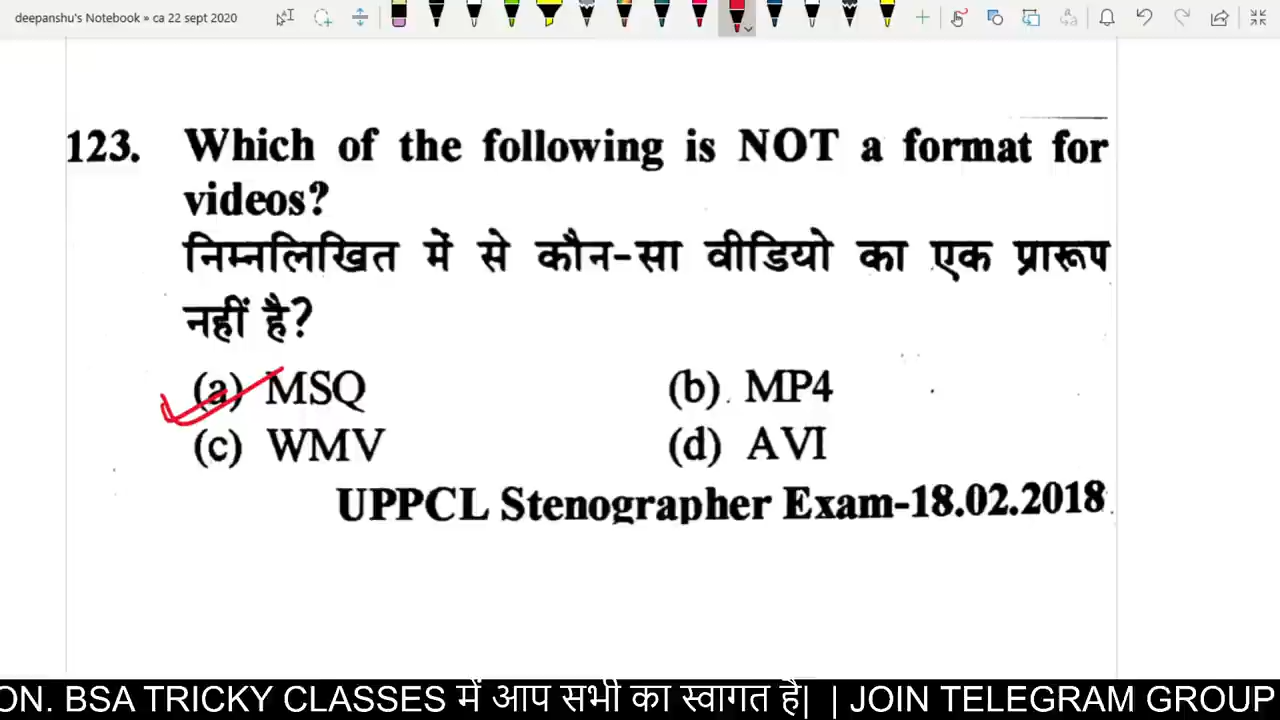 deepanshu's Notebook » ca 22 sept 2020
123. Which of the following is NOT a format for
videos?
निम्नलिखित में से कौन-सा वीडियो का एक प्रारूप
नहीं है?
(a) MSQ (b) MP4
(c) WMV (d) AVI
UPPCL Stenographer Exam-18.02.2018
ON. BSA TRICKY CLASSES में आप सभी का स्वागत है| | JOIN TELEGRAM GROUP